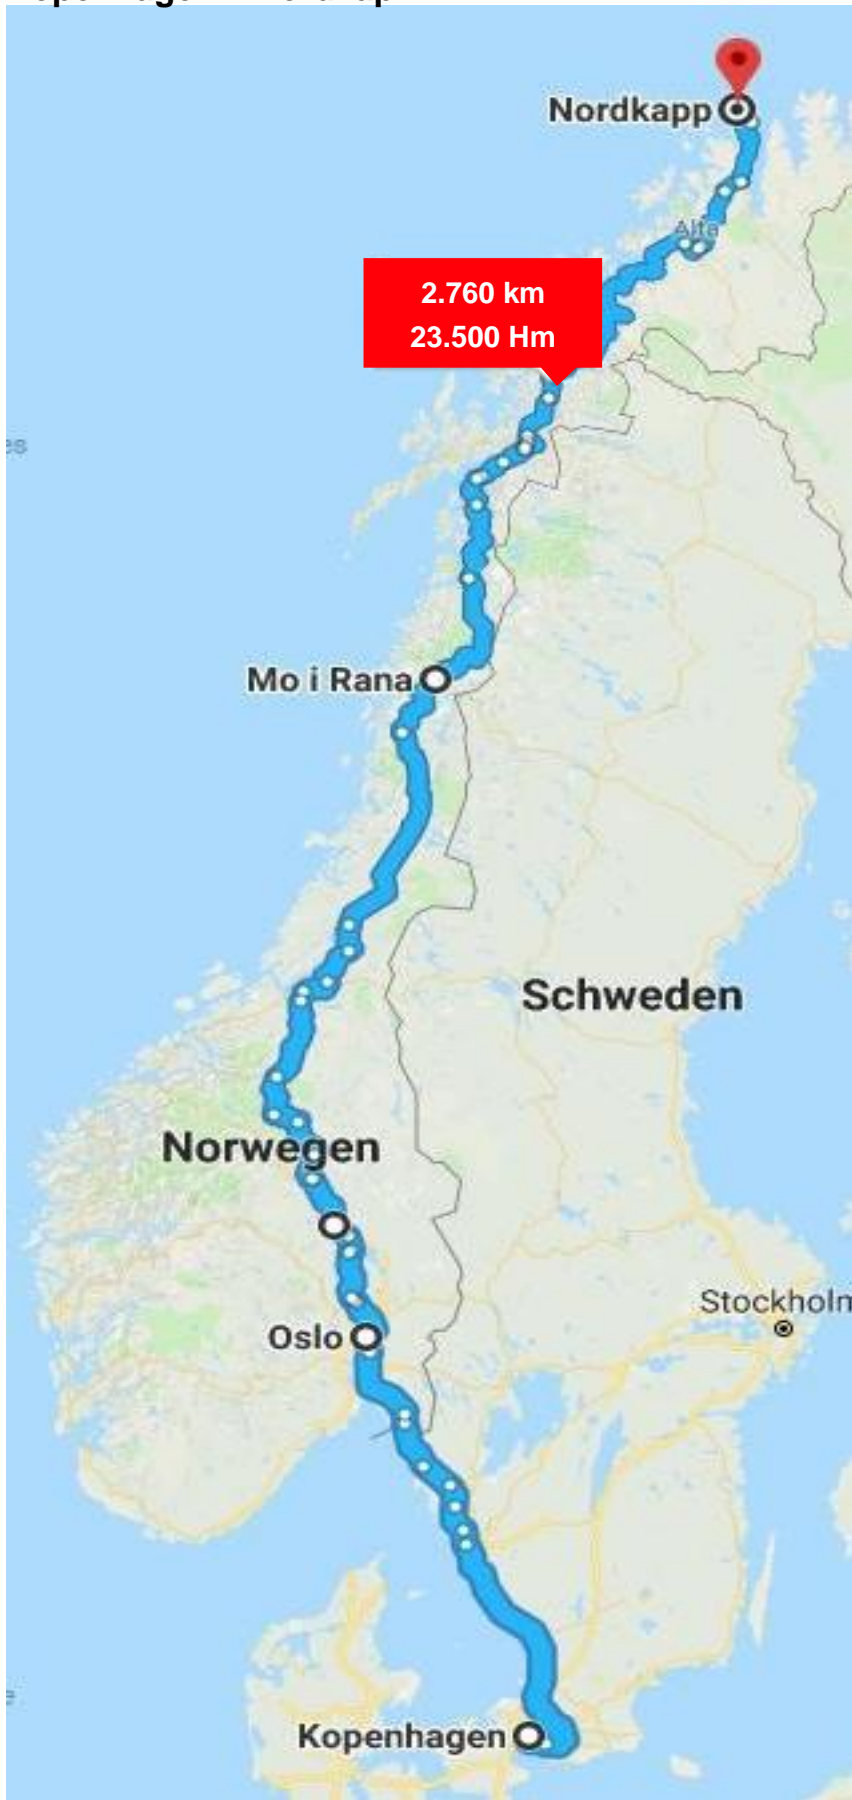 Nordkapp
Alta
2.760 km
23.500 Hm
Mo i Rana
Schweden
Norwegen
Stockholm
Oslo
Kopenhagen